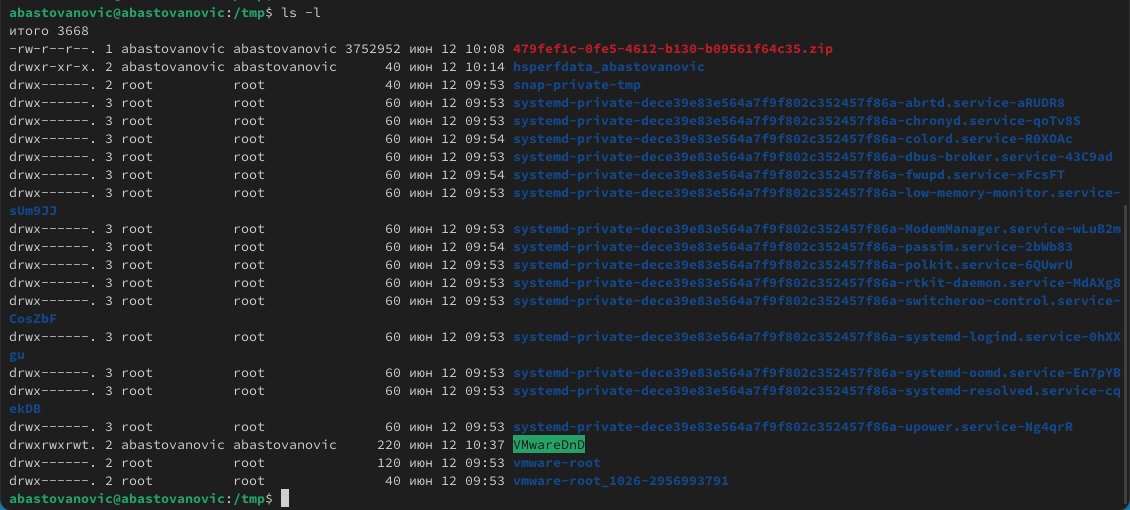 abastovanovic@abastovanovic:/tmp$ ls -l
итого 3668
-rw-r--r--. 1 abastovanovic abastovanovic 3752952 июн 12 10:08 479fef1c-0fe5-4612-b130-b09561f64c35.zip
drwxr-xr-x. 2 abastovanovic abastovanovic      40 июн 12 10:14 hsperfdata_abastovanovic
drwx------. 2 root          root               40 июн 12 09:53 snap-private-tmp
drwx------. 3 root          root               60 июн 12 09:53 systemd-private-dece39e83e564a7f9f802c352457f86a-abrtd.service-aRUDR8
drwx------. 3 root          root               60 июн 12 09:53 systemd-private-dece39e83e564a7f9f802c352457f86a-chronyd.service-qoTv8S
drwx------. 3 root          root               60 июн 12 09:54 systemd-private-dece39e83e564a7f9f802c352457f86a-colord.service-R0XOAc
drwx------. 3 root          root               60 июн 12 09:53 systemd-private-dece39e83e564a7f9f802c352457f86a-dbus-broker.service-43C9ad
drwx------. 3 root          root               60 июн 12 09:54 systemd-private-dece39e83e564a7f9f802c352457f86a-fwupd.service-xFcsFT
drwx------. 3 root          root               60 июн 12 09:53 systemd-private-dece39e83e564a7f9f802c352457f86a-low-memory-monitor.service-
sUm9JJ
drwx------. 3 root          root               60 июн 12 09:53 systemd-private-dece39e83e564a7f9f802c352457f86a-ModemManager.service-wLuB2m
drwx------. 3 root          root               60 июн 12 09:54 systemd-private-dece39e83e564a7f9f802c352457f86a-passim.service-2bWb83
drwx------. 3 root          root               60 июн 12 09:53 systemd-private-dece39e83e564a7f9f802c352457f86a-polkit.service-6QUwrU
drwx------. 3 root          root               60 июн 12 09:53 systemd-private-dece39e83e564a7f9f802c352457f86a-rtkit-daemon.service-MdAXg8
drwx------. 3 root          root               60 июн 12 09:53 systemd-private-dece39e83e564a7f9f802c352457f86a-switcheroo-control.service-
CosZbF
drwx------. 3 root          root               60 июн 12 09:53 systemd-private-dece39e83e564a7f9f802c352457f86a-systemd-logind.service-0hXX
gu
drwx------. 3 root          root               60 июн 12 09:53 systemd-private-dece39e83e564a7f9f802c352457f86a-systemd-oomd.service-En7pYB
drwx------. 3 root          root               60 июн 12 09:53 systemd-private-dece39e83e564a7f9f802c352457f86a-systemd-resolved.service-cq
ekDB
drwx------. 3 root          root               60 июн 12 09:53 systemd-private-dece39e83e564a7f9f802c352457f86a-upower.service-Ng4qrR
drwxrwxrwt. 2 abastovanovic abastovanovic     220 июн 12 10:37 VMwareDnD
drwx------. 2 root          root              120 июн 12 09:53 vmware-root
drwx------. 2 root          root               40 июн 12 09:53 vmware-root_1026-2956993791
abastovanovic@abastovanovic:/tmp$